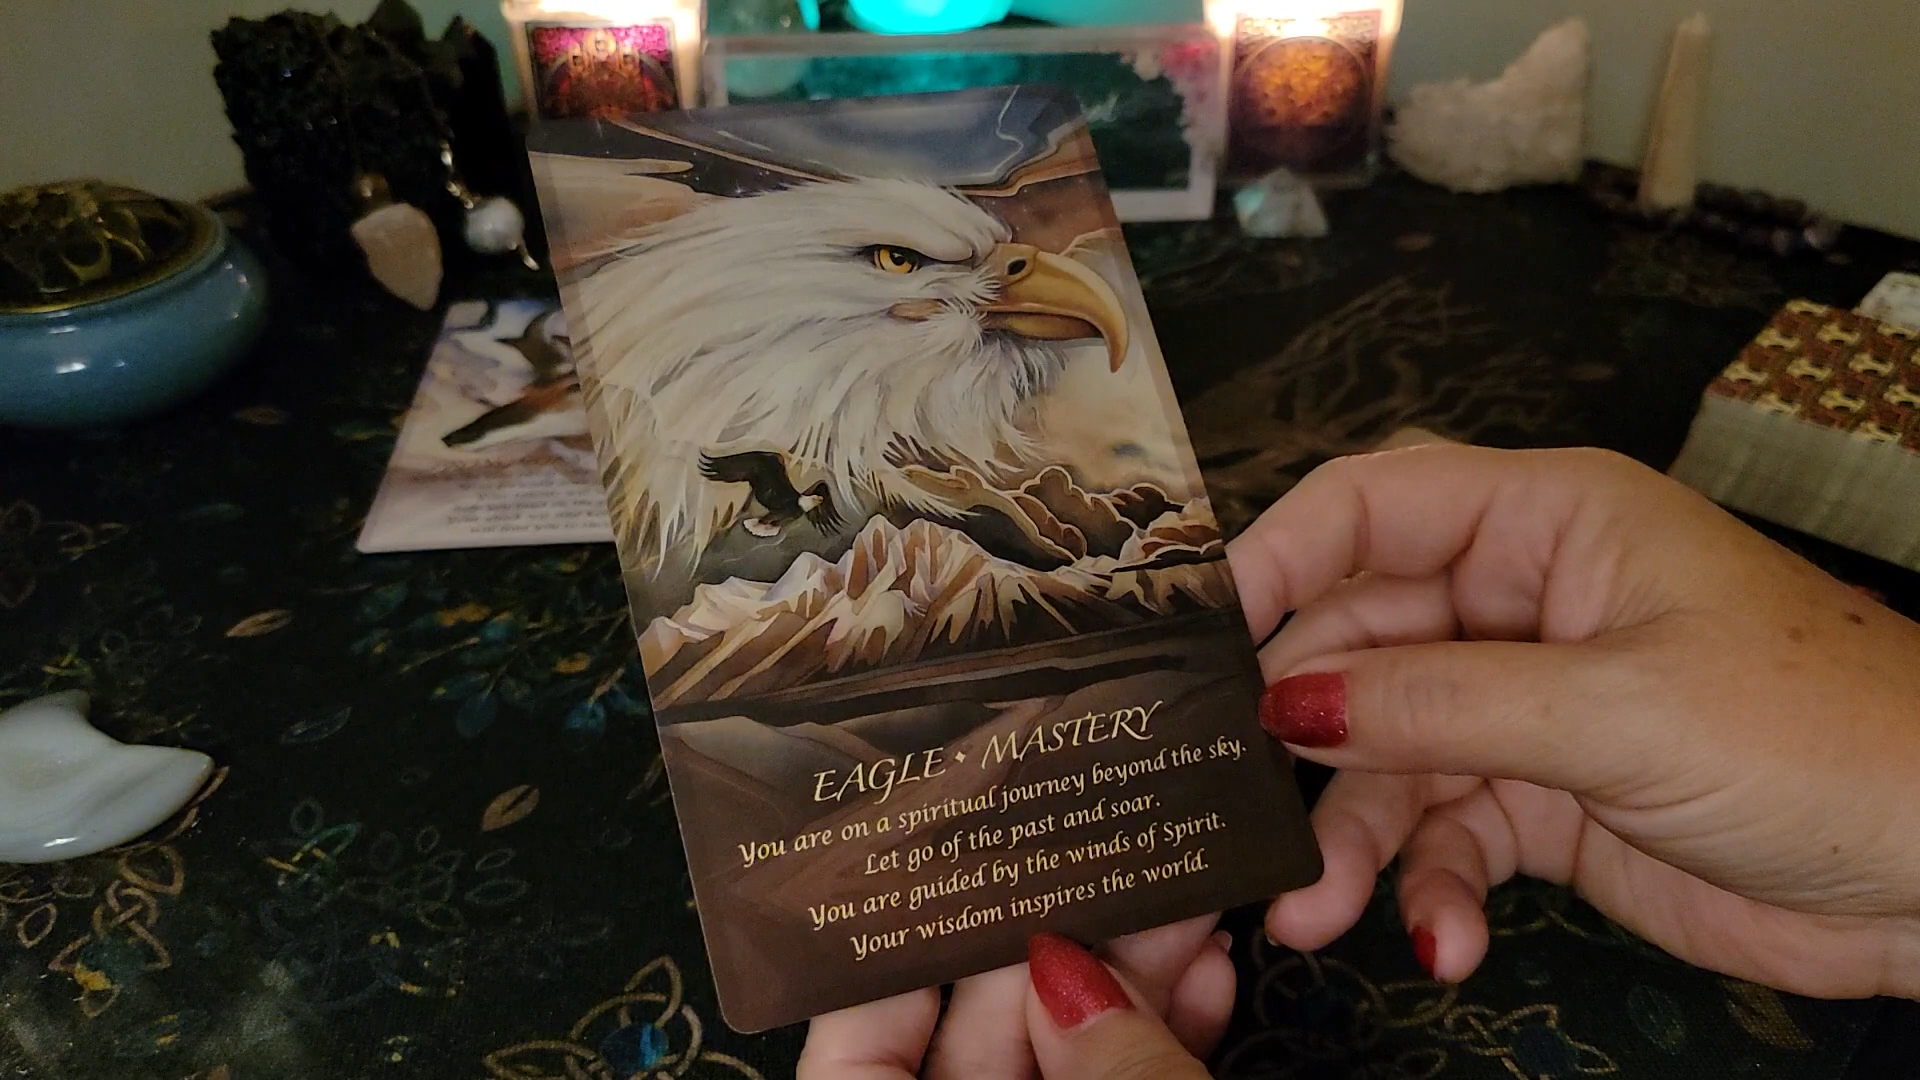 EAGLE • MASTERY
You are on a spiritual journey beyond the sky.
Let go of the past and soar.
You are guided by the winds of Spirit.
Your wisdom inspires the world.